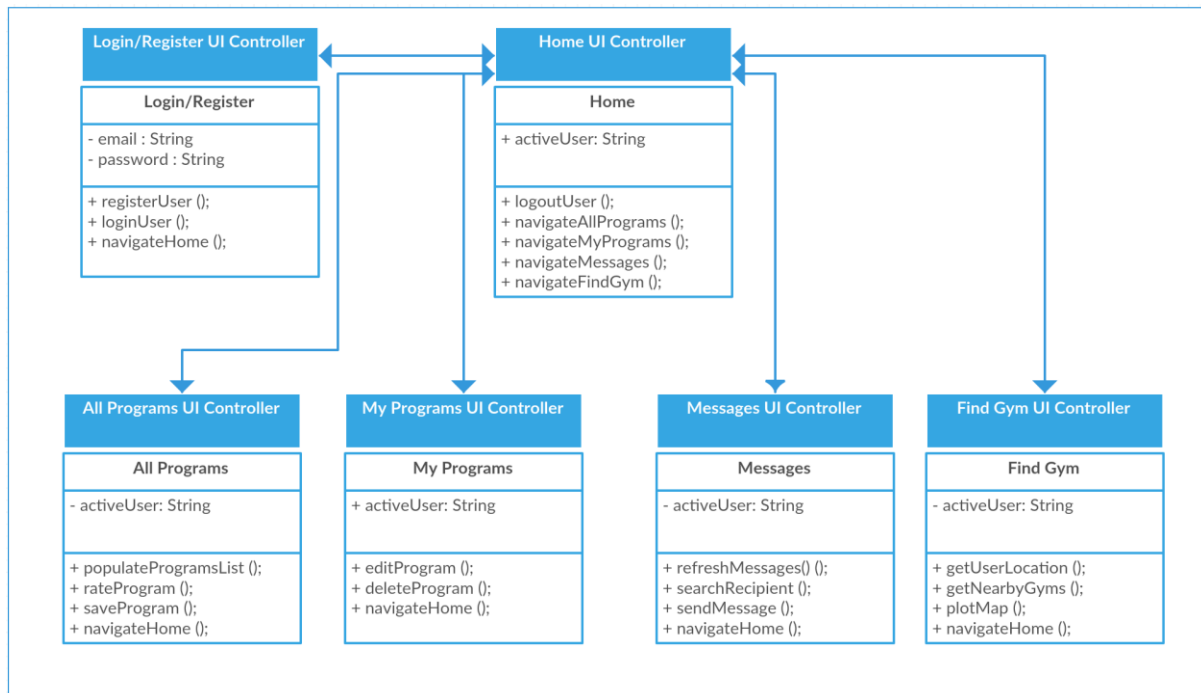 Login/Register UI Controller
Home UI Controller
Login/Register
- email : String
- password : String
+ registerUser ();
+ loginUser ();
+ navigateHome ();
Home
+ activeUser: String
+ logoutUser ();
+ navigateAllPrograms ();
+ navigateMyPrograms ();
+ navigateMessages ();
+ navigateFindGym ();
All Programs UI Controller
My Programs UI Controller
Messages UI Controller
Find Gym UI Controller
All Programs
- activeUser: String
+ populateProgramsList ();
+ rateProgram ();
+ saveProgram ();
+ navigateHome ();
My Programs
+ activeUser: String
+ editProgram ();
+ deleteProgram ();
+ navigateHome ();
Messages
- activeUser: String
+ refreshMessages() ();
+ searchRecipient ();
+ sendMessage ();
+ navigateHome ();
Find Gym
- activeUser: String
+ getUserLocation ();
+ getNearbyGyms ();
+ plotMap ();
+ navigateHome ();